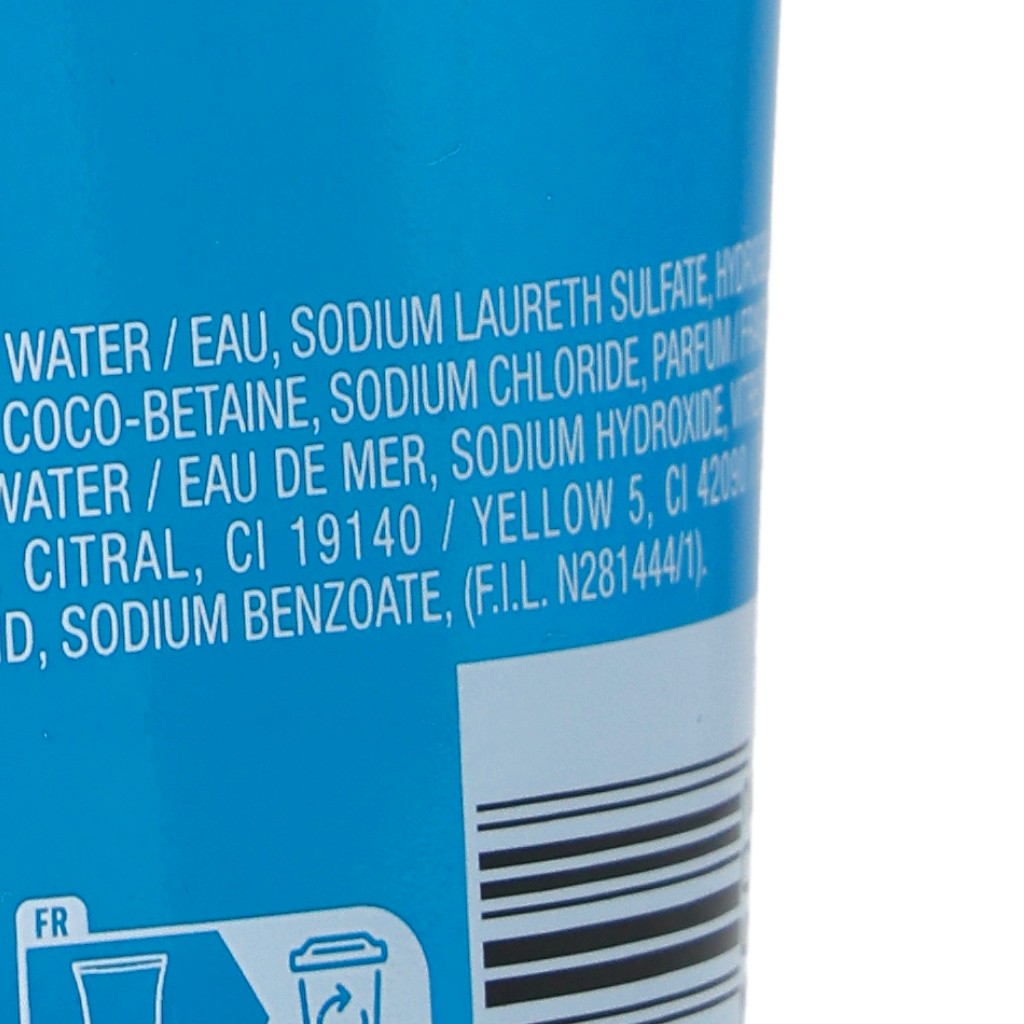 WATER / EAU, SODIUM LAURETH SULFATE,
COCO-BETAINE, SODIUM CHLORIDE, PARFUM /
WATER / EAU DE MER, SODIUM HYDROXIDE,
CITRAL, CI 19140 / YELLOW 5, CI 42090
SODIUM BENZOATE, (F.I.L. N281444/1).
FR